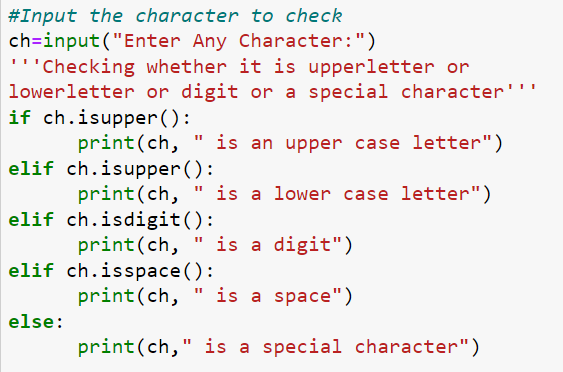 #Input the character to check
ch=input("Enter Any Character:")
'''Checking whether it is upperletter or
lowerletter or digit or a special character'''
if ch.isupper():
      print(ch, " is an upper case letter")
elif ch.isupper():
      print(ch, " is a lower case letter")
elif ch.isdigit():
      print(ch, " is a digit")
elif ch.isspace():
      print(ch, " is a space")
else:
      print(ch," is a special character")